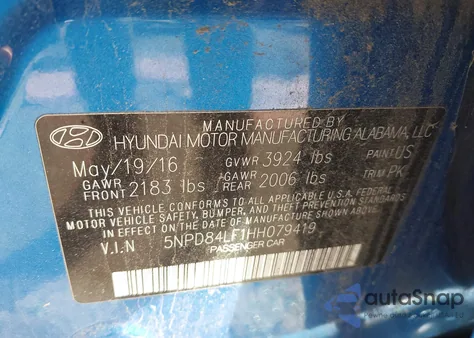 MANUFACTURED BY
HYUNDAI MOTOR MANUFACTURING ALABAMA, LLC
May/19/16 GVWR 3924 lbs PAINT US
GAWR FRONT 2183 lbs GAWR REAR 2006 lbs TRIM PK
THIS VEHICLE CONFORMS TO ALL APPLICABLE U.S. FEDERAL
MOTOR VEHICLE SAFETY, BUMPER, AND THEFT PREVENTION STANDARDS
IN EFFECT ON THE DATE OF MANUFACTURE SHOWN ABOVE.
V.I.N 5NPD84LF1HH079419
PASSENGER CAR
autoSnap